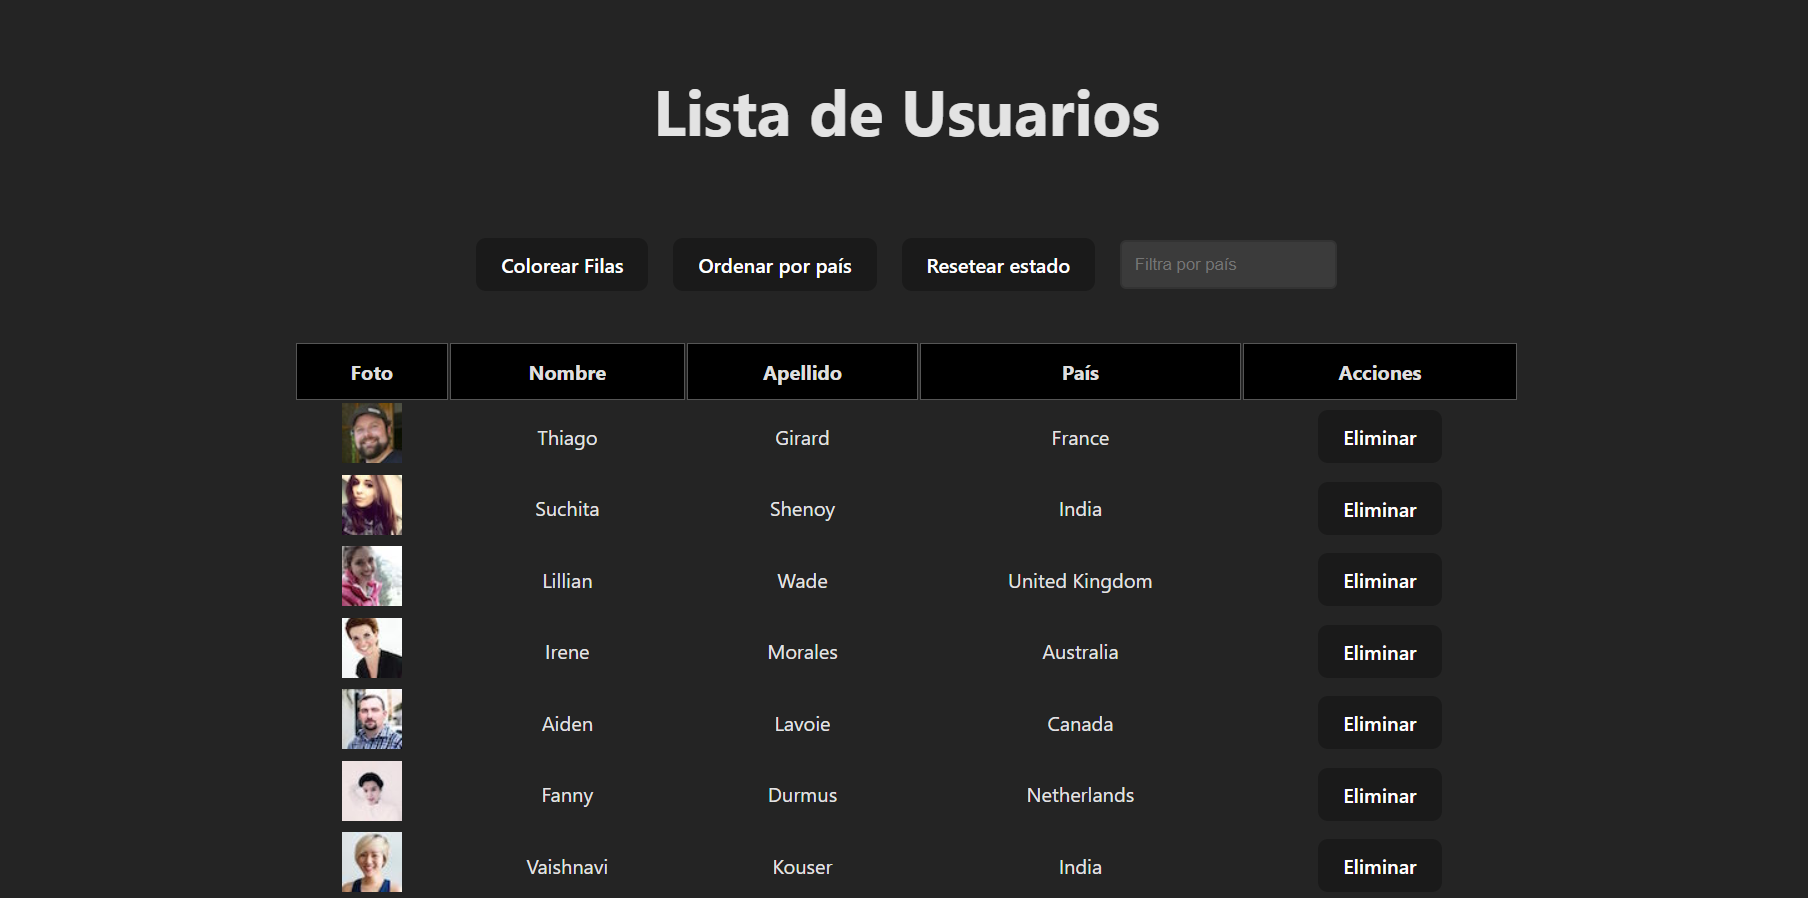 Lista de Usuarios
Colorear Filas Ordenar por país Resetear estado Filtra por país
Foto Nombre Apellido País Acciones
Thiago Girard France Eliminar
Suchita Shenoy India Eliminar
Lillian Wade United Kingdom Eliminar
Irene Morales Australia Eliminar
Aiden Lavoie Canada Eliminar
Fanny Durmus Netherlands Eliminar
Vaishnavi Kouser India Eliminar